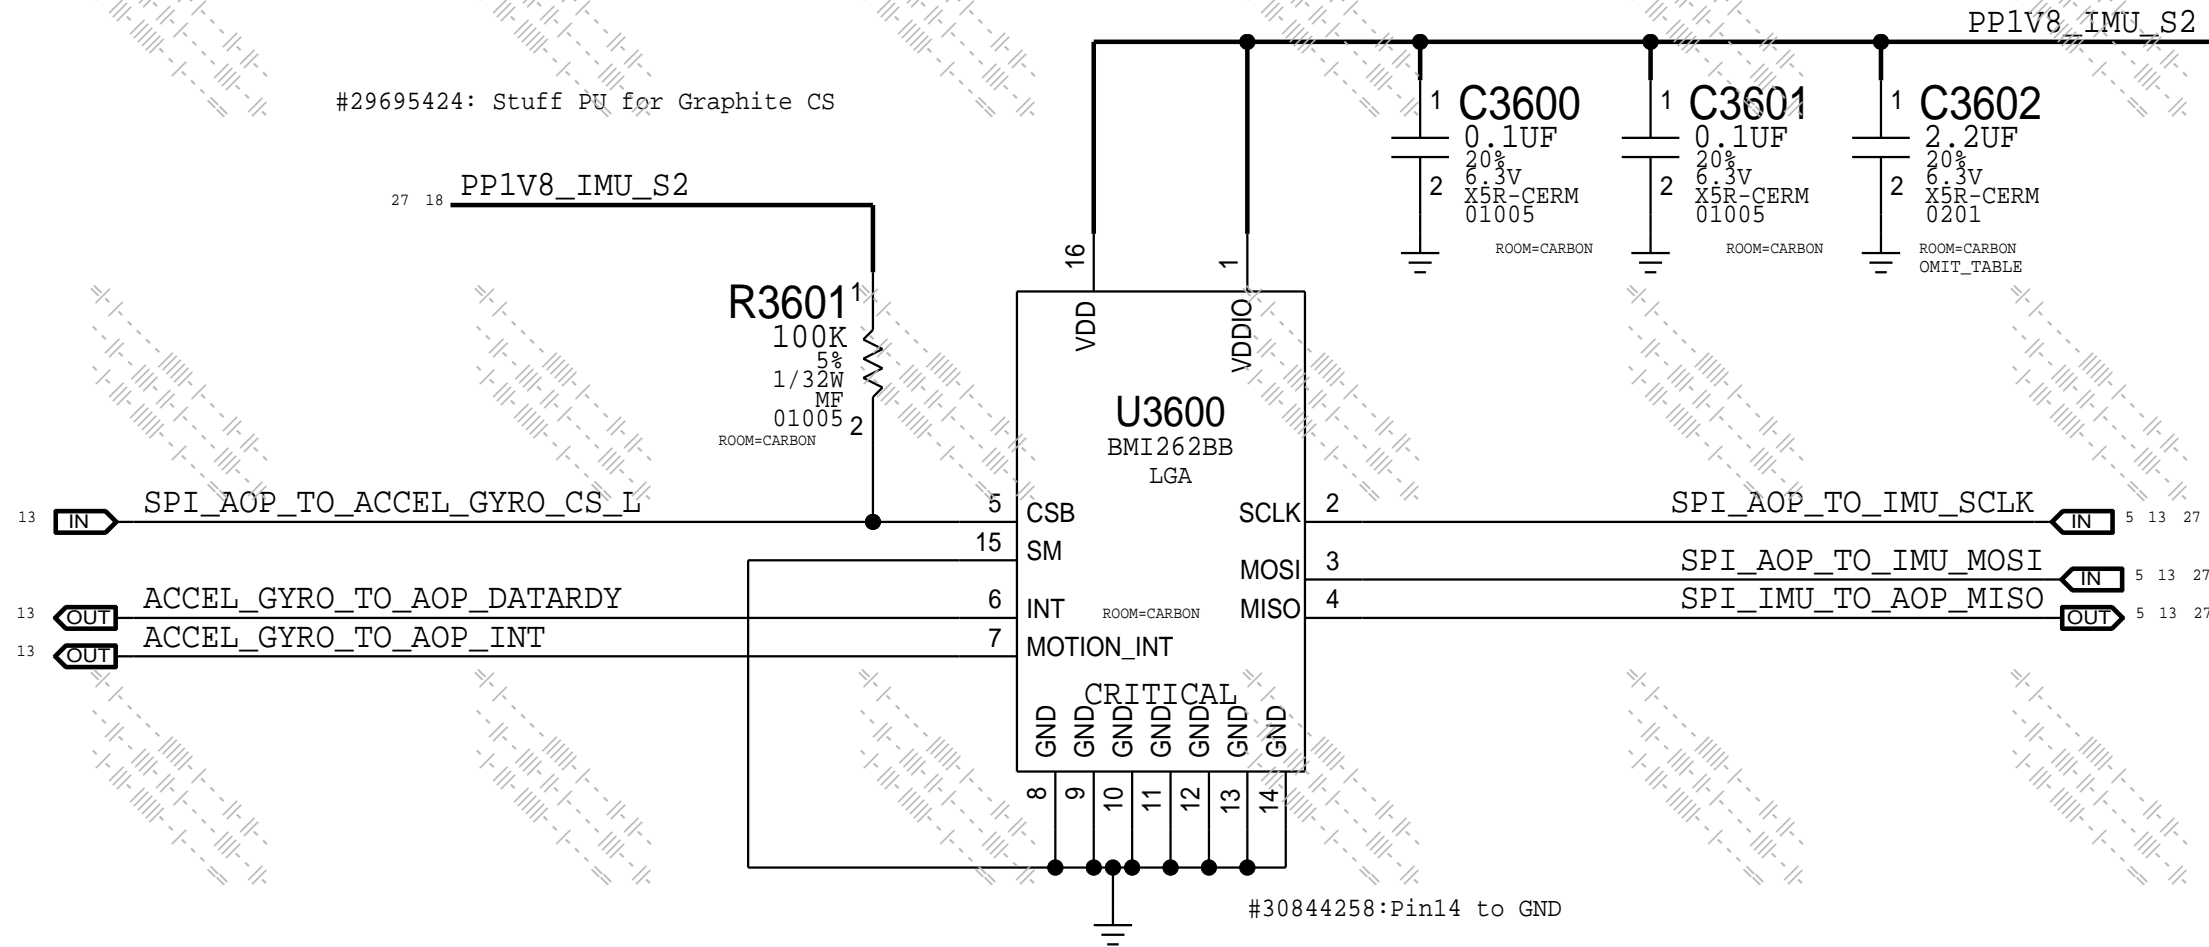 PP1V8_IMU_S2
#29695424: Stuff PU for Graphite CS
1 C3600
0.1UF
20%
6.3V
2 X5R-CERM
01005
ROOM=CARBON
1 C3601
0.1UF
20%
6.3V
2 X5R-CERM
01005
ROOM=CARBON
1 C3602
2.2UF
20%
6.3V
2 X5R-CERM
0201
ROOM=CARBON
OMIT_TABLE
27 18 PP1V8_IMU_S2
R3601 1
100K
5%
1/32W
MF
01005 2
ROOM=CARBON
16 1
VDD VDDIO
U3600
BMI262BB
LGA
13 IN SPI_AOP_TO_ACCEL_GYRO_CS_L 5 CSB
15 SM
13 OUT ACCEL_GYRO_TO_AOP_DATARDY 6 INT
13 OUT ACCEL_GYRO_TO_AOP_INT 7 MOTION_INT
SCLK 2 SPI_AOP_TO_IMU_SCLK IN 5 13 27
MOSI 3 SPI_AOP_TO_IMU_MOSI IN 5 13 27
MISO 4 SPI_IMU_TO_AOP_MISO OUT 5 13 27
ROOM=CARBON
CRITICAL
GND GND GND GND GND GND GND
8 9 10 11 12 13 14
#30844258:Pin14 to GND